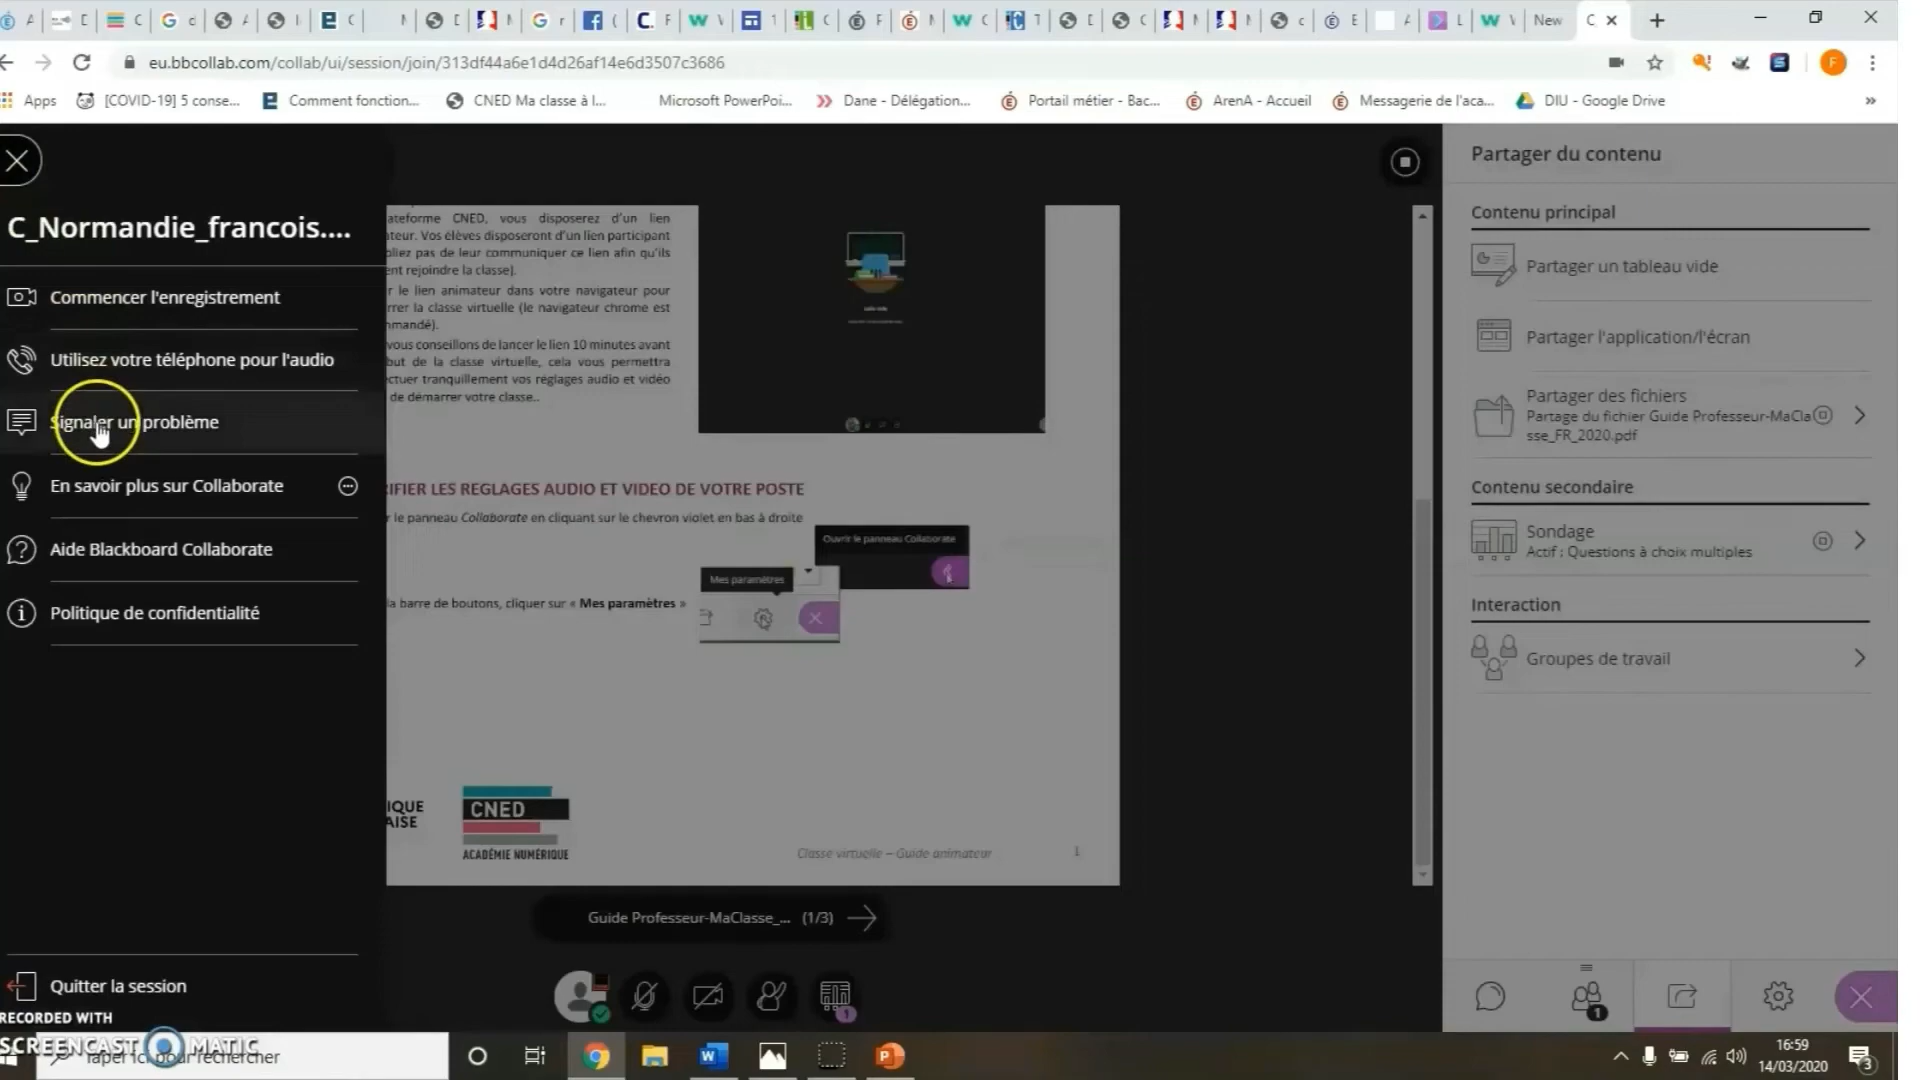 New
C
eu.bbcollab.com/collab/ui/session/join/313df44a6e1d4d26af14e6d3507c3686
Apps
[COVID-19] 5 conse...
Comment fonction...
CNED Ma classe à l...
Microsoft PowerPoi...
Dane - Délégation...
Portail métier - Bac...
ArenA - Accueil
Messagerie de l'aca...
DIU - Google Drive
C_Normandie_francois....
Commencer l'enregistrement
Utilisez votre téléphone pour l'audio
Signaler un problème
En savoir plus sur Collaborate
Aide Blackboard Collaborate
Politique de confidentialité
Quitter la session
ateforme CNED, vous disposerez d'un lien
teur. Vos élèves disposeront d'un lien participant
bliez pas de leur communiquer ce lien afin qu'ils
ent rejoindre la classe).
r le lien animateur dans votre navigateur pour
rrer la classe virtuelle (le navigateur chrome est
mandé).
vous conseillons de lancer le lien 10 minutes avant
but de la classe virtuelle, cela vous permettra
ctuer tranquillement vos réglages audio et vidéo
de démarrer votre classe..
IFIER LES REGLAGES AUDIO ET VIDEO DE VOTRE POSTE
r le panneau Collaborate en cliquant sur le chevron violet en bas à droite
Ouvrir le panneau Collaborate
Mes paramètres
la barre de boutons, cliquer sur « Mes paramètres »
IQUE
AISE
CNED
ACADÉMIE NUMÉRIQUE
Classe virtuelle – Guide animateur
1
Guide Professeur-MaClasse_... (1/3)
1
Partager du contenu
Contenu principal
Partager un tableau vide
Partager l'application/l'écran
Partager des fichiers
Partage du fichier Guide Professeur-MaCla
sse_FR_2020.pdf
Contenu secondaire
Sondage
Actif : Questions à choix multiples
Interaction
Groupes de travail
1
RECORDED WITH
SCREENCAST MATIC
Taper ici pour rechercher
16:59
14/03/2020
3